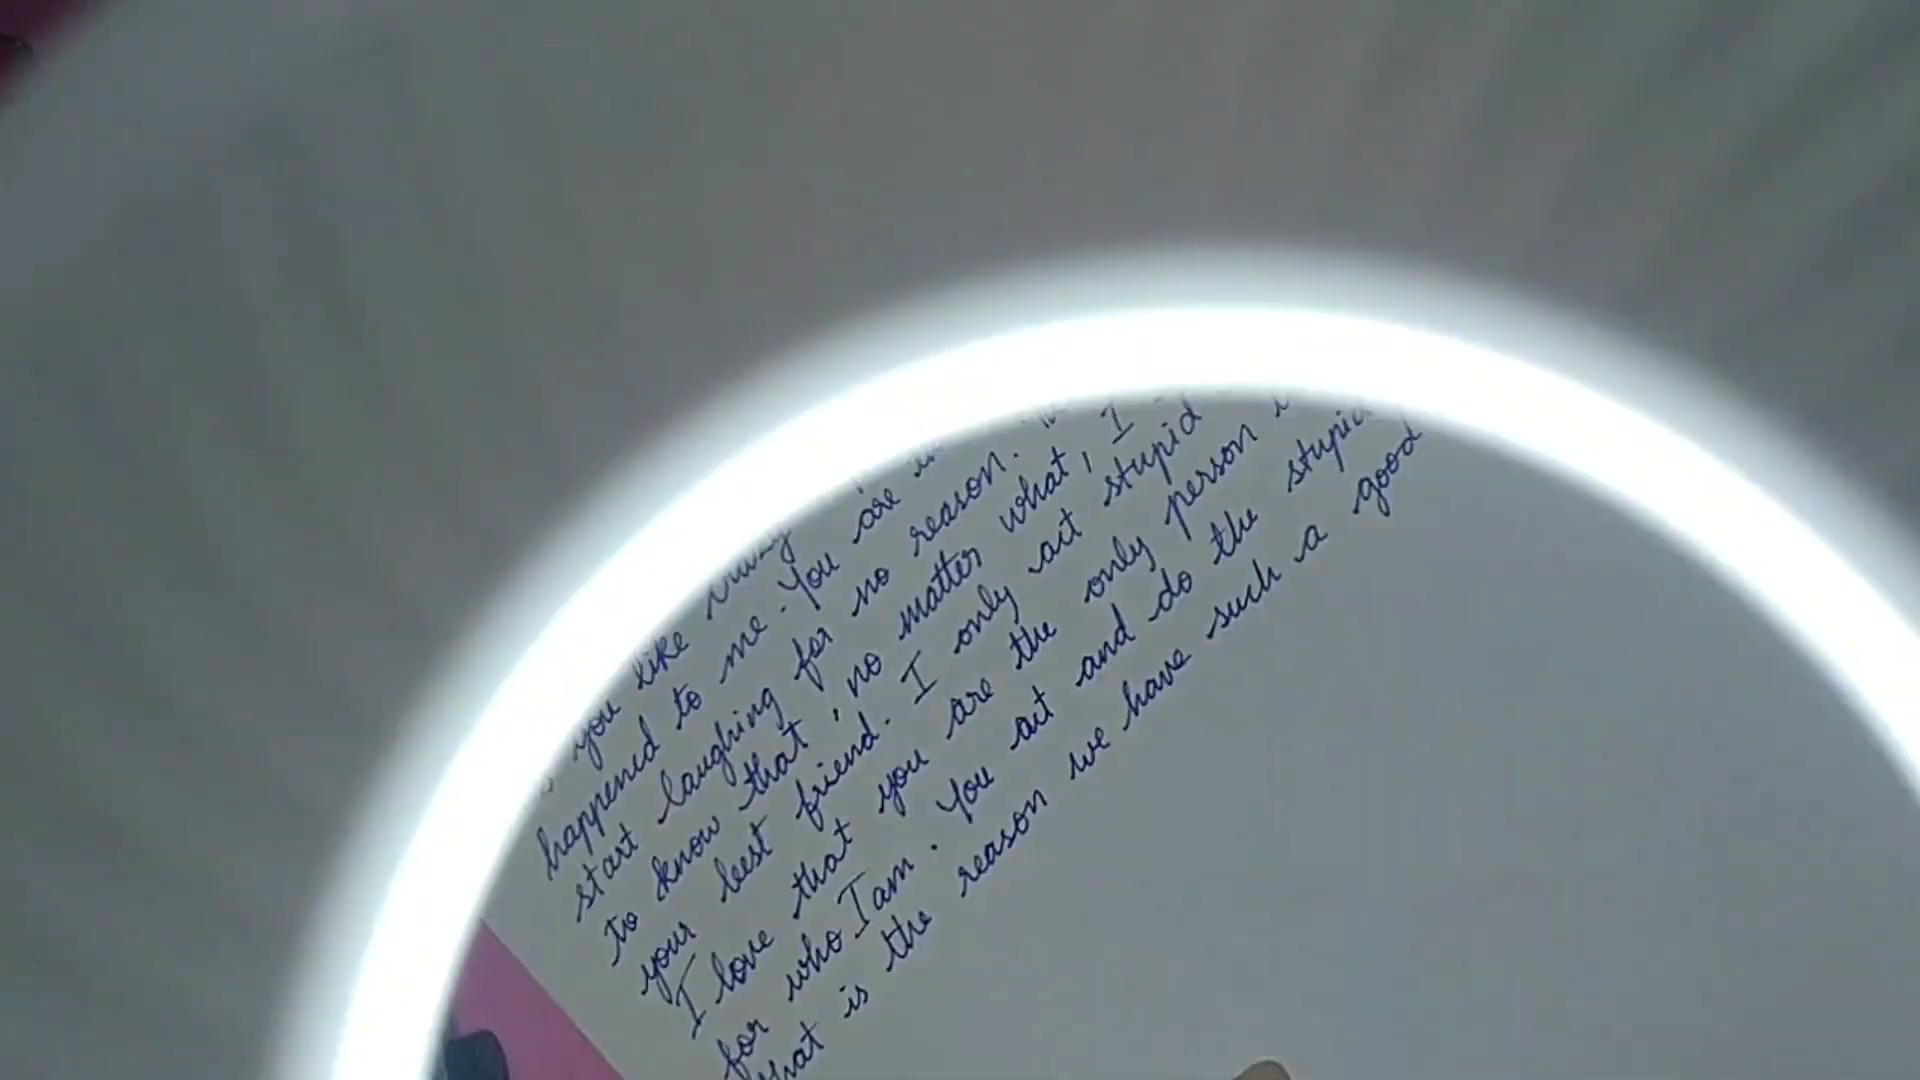 you like crazy
happened to me. You are
start laughing for no reason.
to know that, no matter what, I
your best friend. I only act stupid
I love that you are the only person
for who I am. You act and do the stupid
that is the reason we have such a good